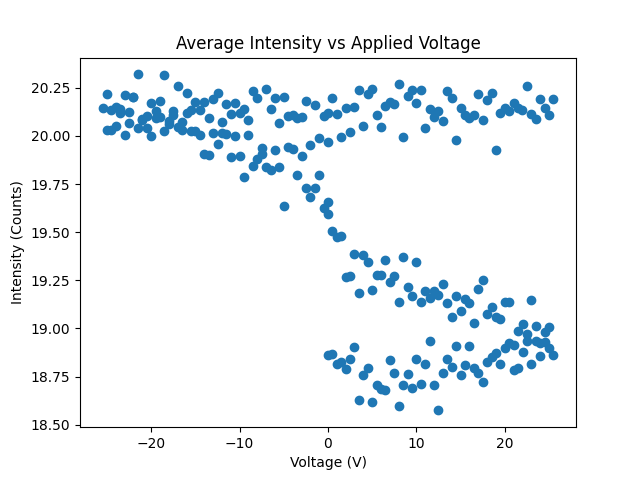 Average Intensity vs Applied Voltage
Intensity (Counts)
20.25
20.00
19.75
19.50
19.25
19.00
18.75
18.50
−20 −10 0 10 20
Voltage (V)